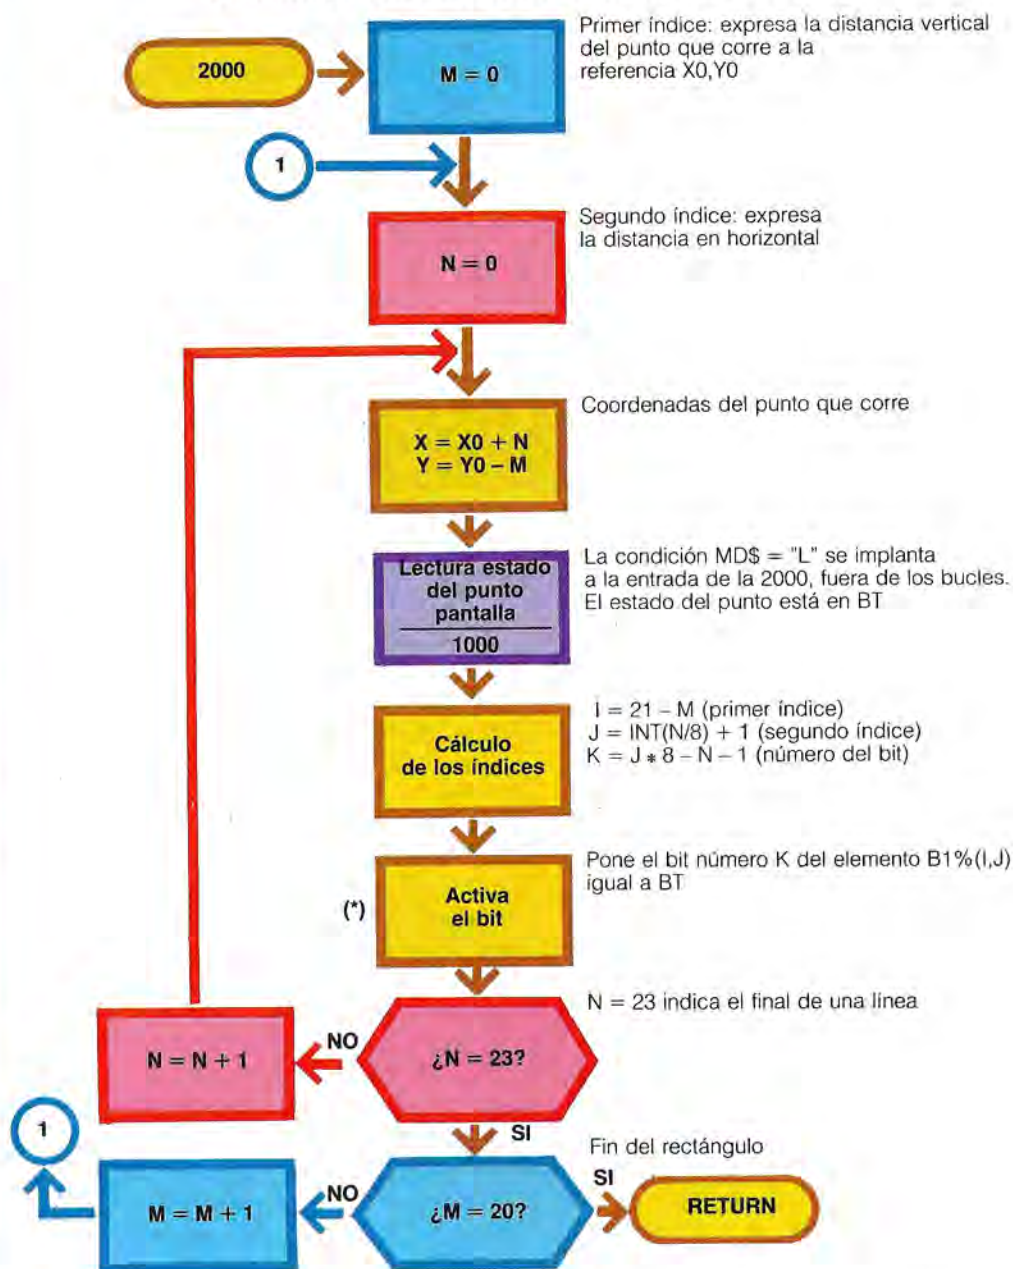 2000
M = 0
Primer índice: expresa la distancia vertical
del punto que corre a la
referencia X0,Y0
1
N = 0
Segundo índice: expresa
la distancia en horizontal
X = X0 + N
Y = Y0 – M
Coordenadas del punto que corre
Lectura estado
del punto
pantalla
1000
La condición MD$ = "L" se implanta
a la entrada de la 2000, fuera de los bucles.
El estado del punto está en BT
Cálculo
de los índices
I = 21 – M (primer índice)
J = INT(N/8) + 1 (segundo índice)
K = J * 8 – N – 1 (número del bit)
(*)
Activa
el bit
Pone el bit número K del elemento B1%(I,J)
igual a BT
N = N + 1
NO
¿N = 23?
N = 23 indica el final de una línea
SI
1
M = M + 1
NO
¿M = 20?
Fin del rectángulo
SI
RETURN